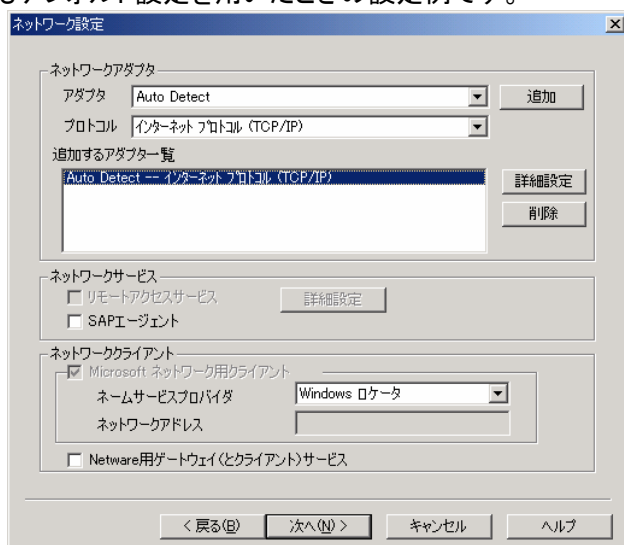 デフォルト設定を用いたときの設定例です。
ネットワーク設定
ネットワークアダプタ
アダプタ Auto Detect 追加
プロトコル インターネット プロトコル (TCP/IP)
追加するアダプター覧
Auto Detect -- インターネット プロトコル (TCP/IP)
詳細設定
削除
ネットワークサービス
リモートアクセスサービス 詳細設定
SAPエージェント
ネットワーククライアント
Microsoft ネットワーク用クライアント
ネームサービスプロバイダ Windows ロケータ
ネットワークアドレス
Netware用ゲートウェイ(とクライアント)サービス
< 戻る(B) 次へ(N) > キャンセル ヘルプ